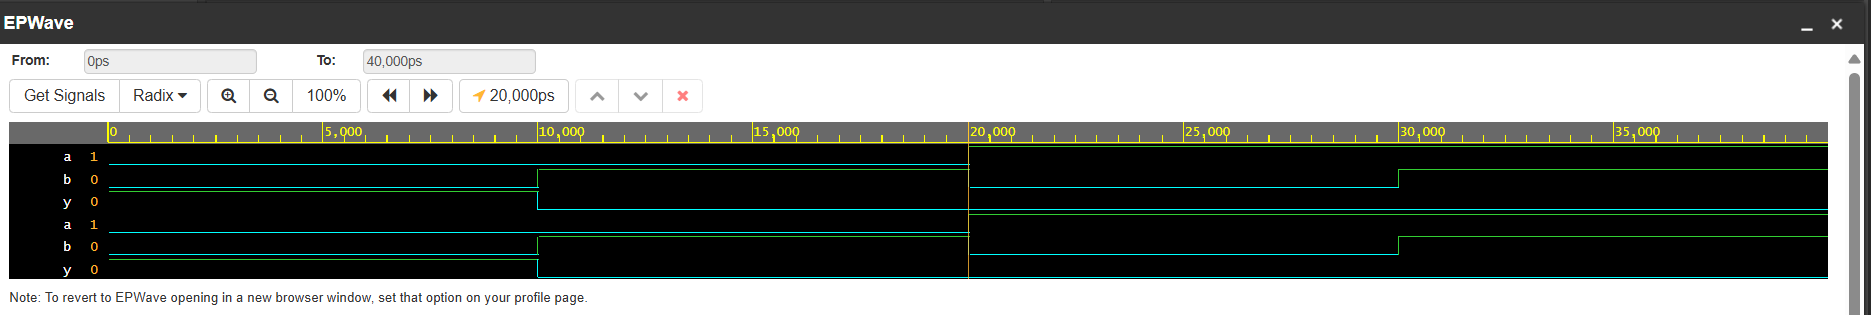 EPWave
From: 0ps To: 40,000ps
Get Signals Radix 100% 20,000ps
0 5,000 10,000 15,000 20,000 25,000 30,000 35,000
a 1
b 0
y 0
a 1
b 0
y 0
Note: To revert to EPWave opening in a new browser window, set that option on your profile page.